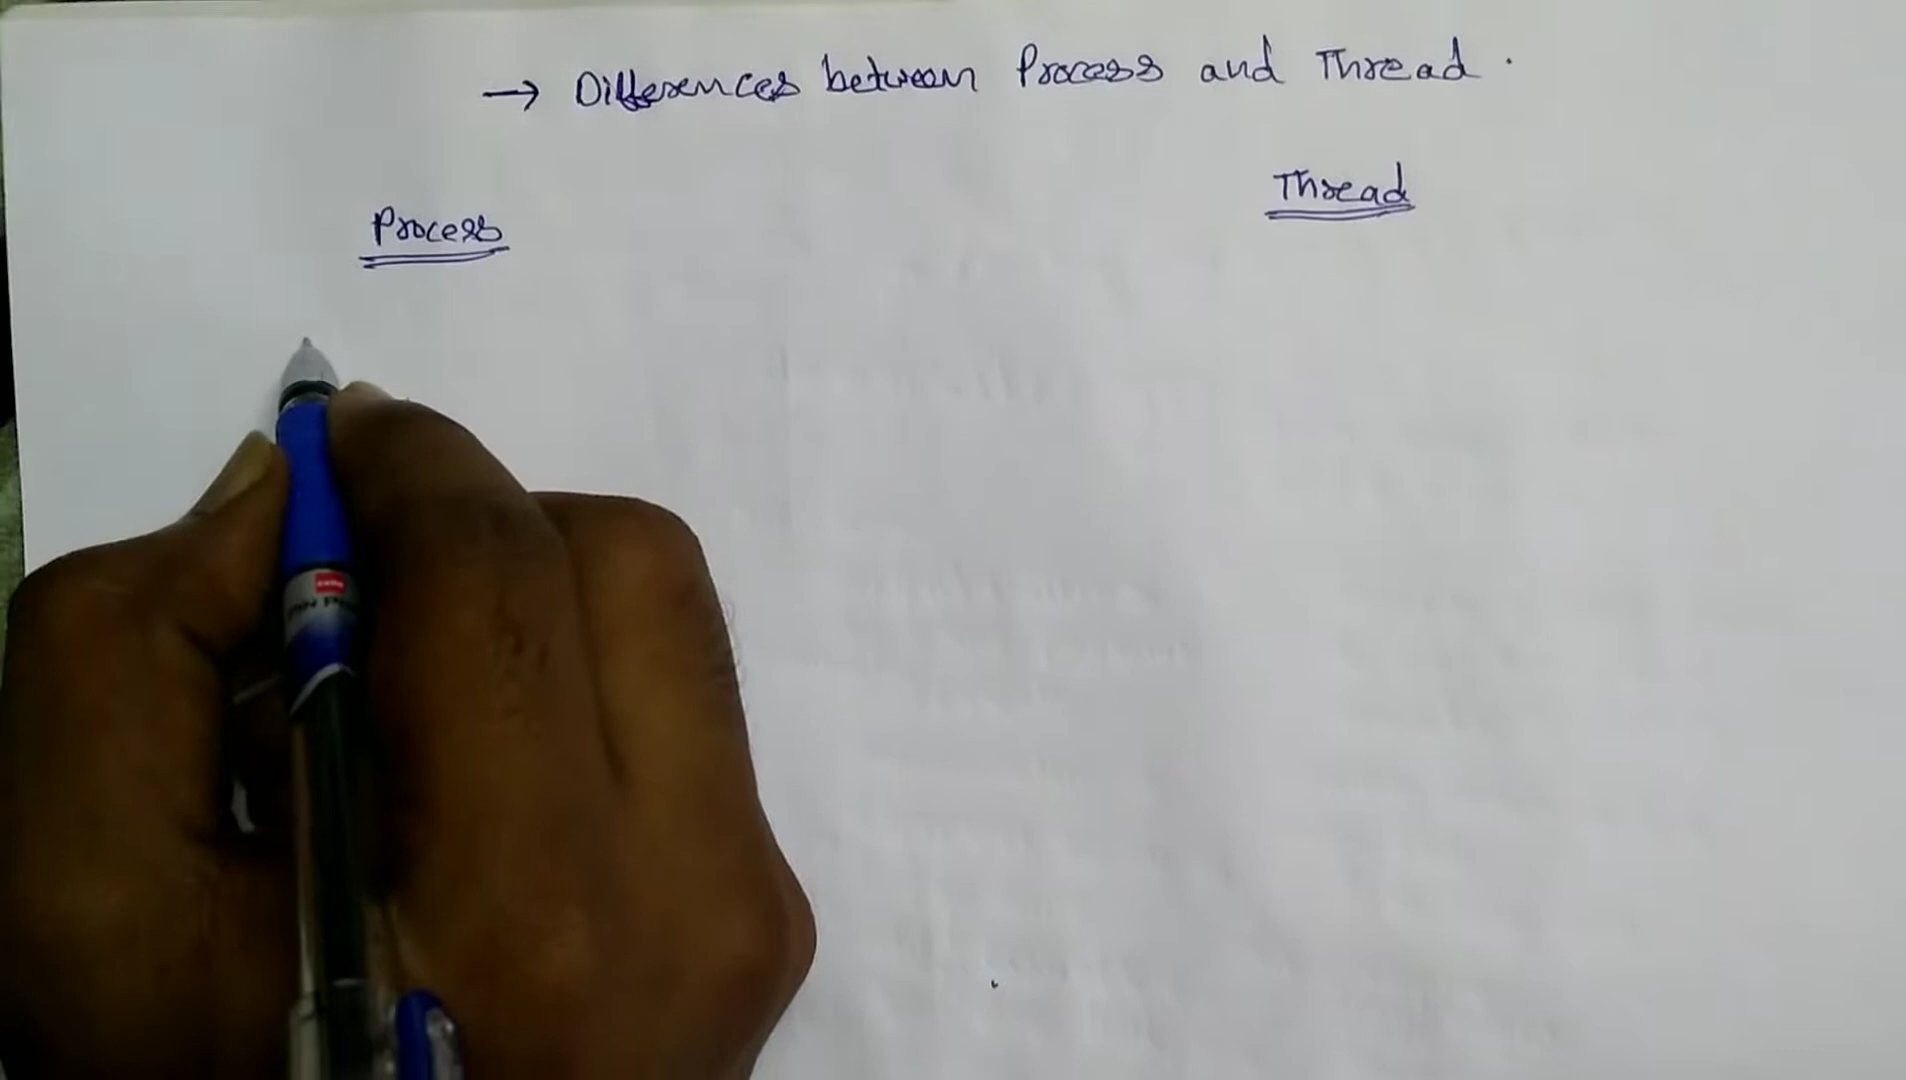 → Differences between Process and Thread .
Process
Thread